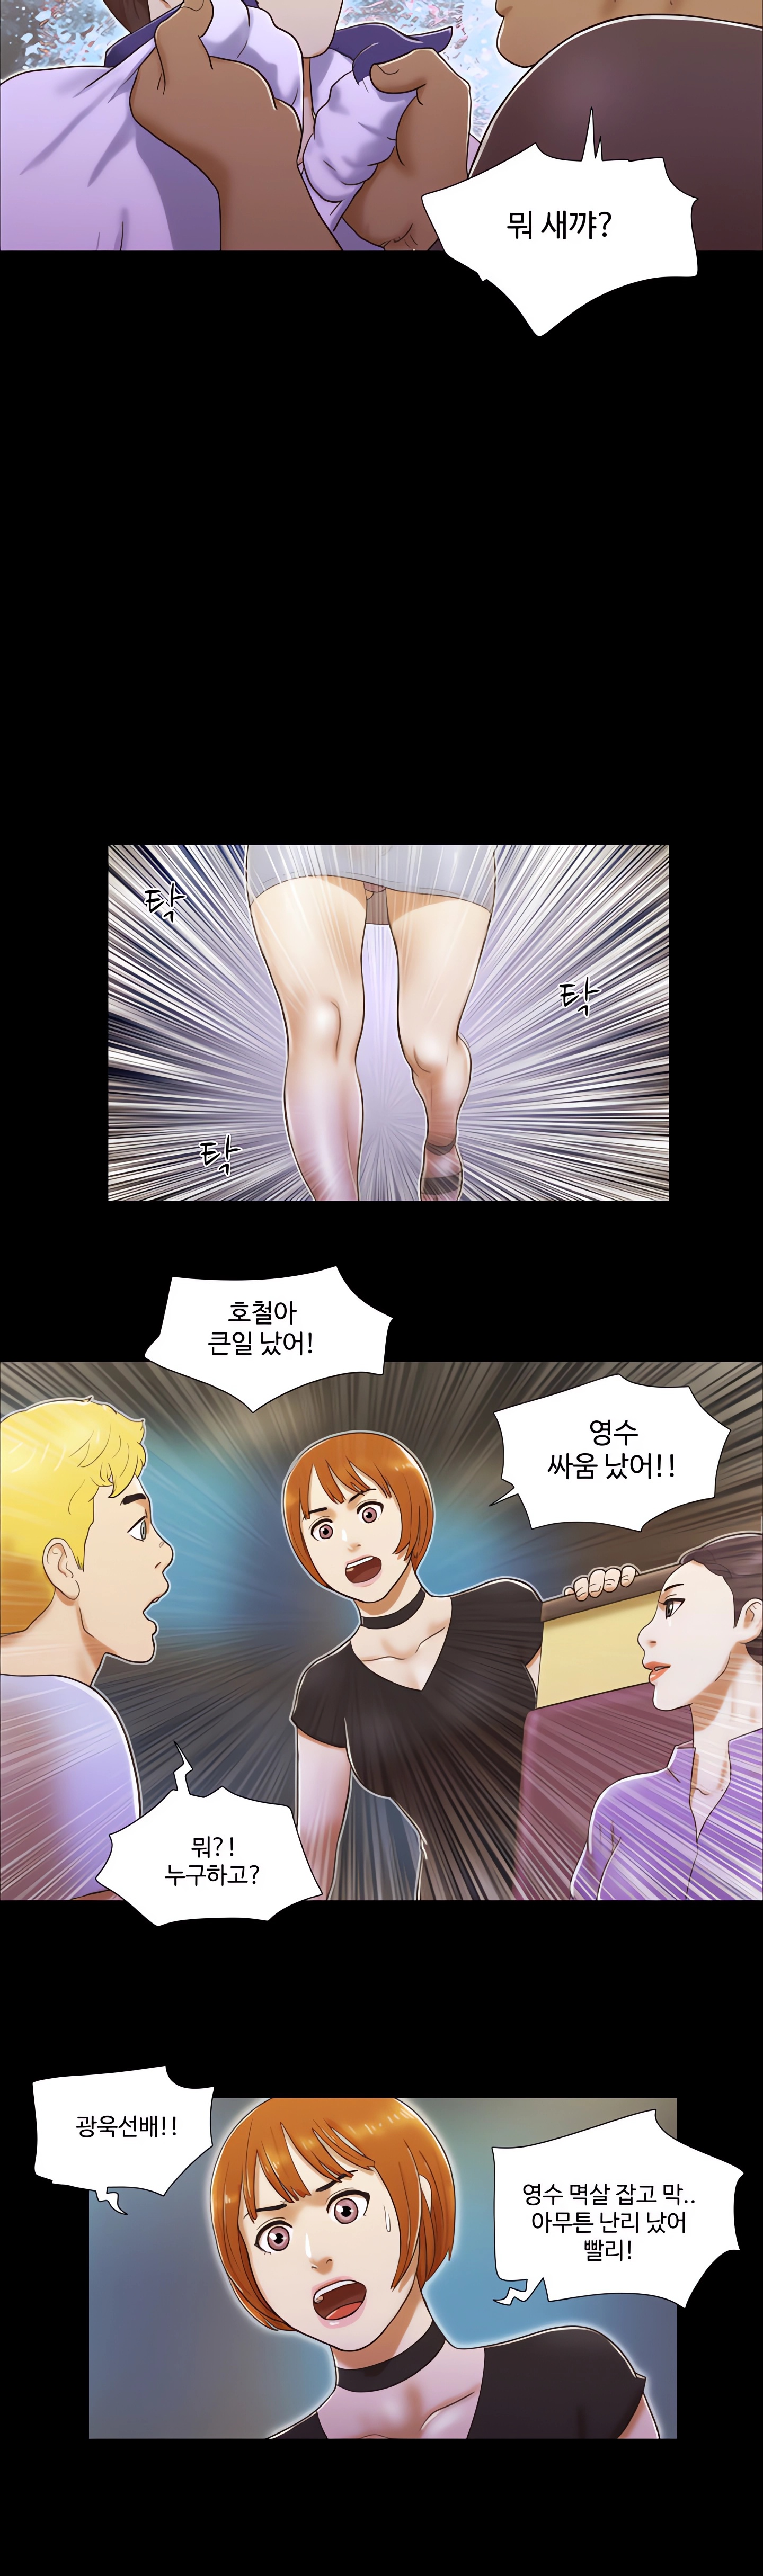 뭐 새꺄?
탁
탁
탁
호철아
큰일 났어!
영수
싸움 났어!!
뭐?!
누구하고?
광욱선배!!
영수 멱살 잡고 막..
아무튼 난리 났어
빨리!